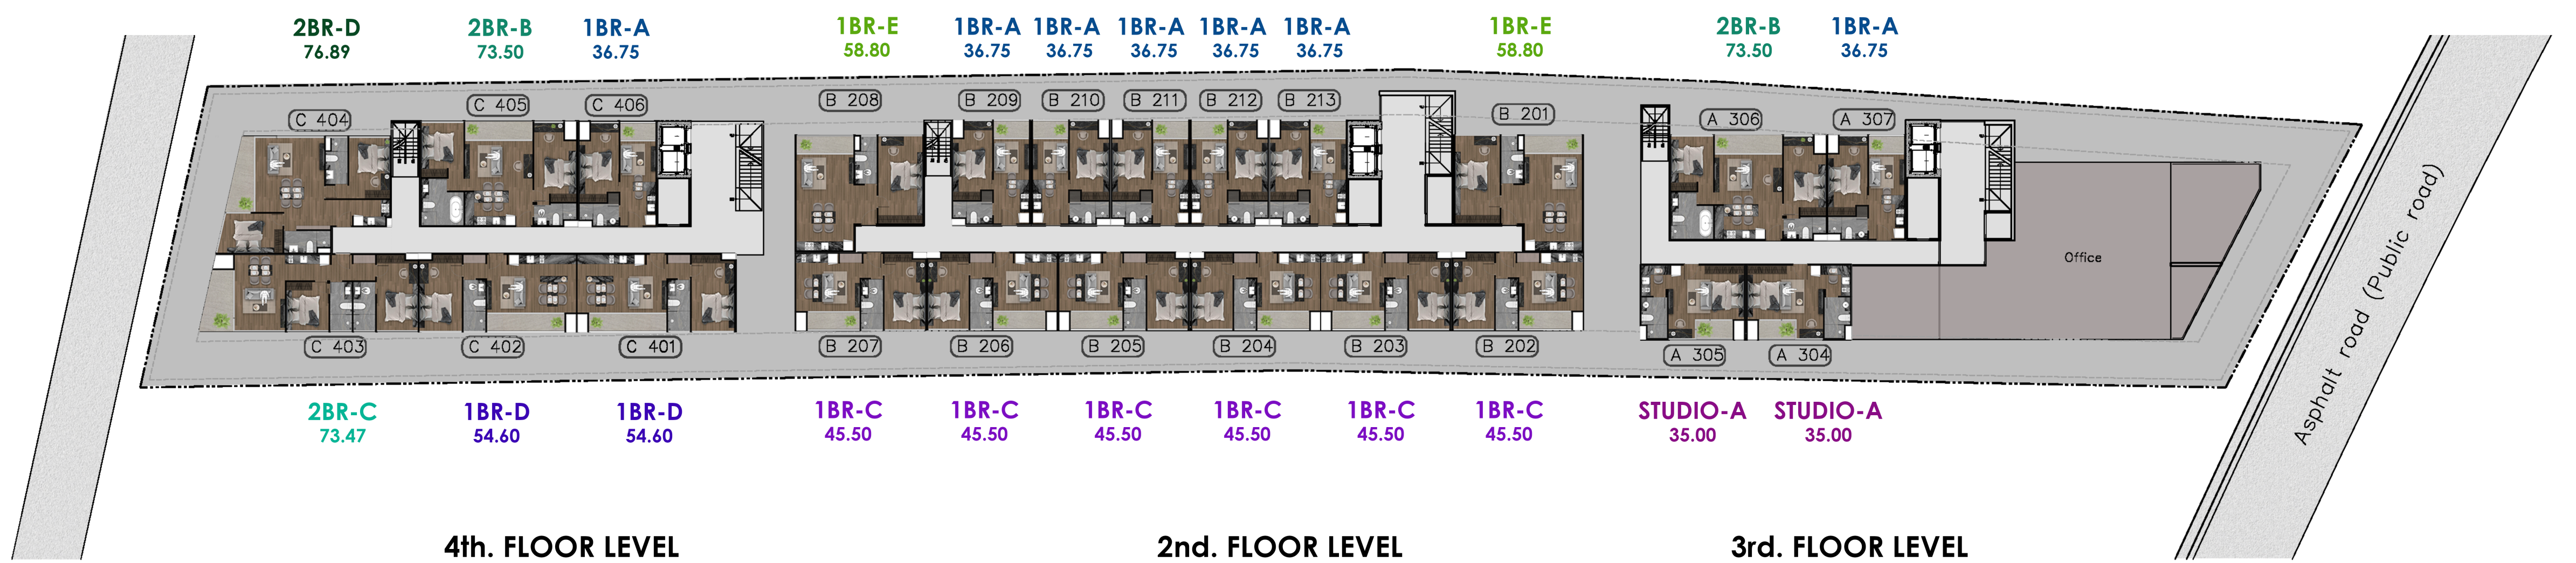 2BR-D 2BR-B 1BR-A 1BR-E 1BR-A 1BR-A 1BR-A 1BR-A 1BR-A 1BR-E 2BR-B 1BR-A
76.89 73.50 36.75 58.80 36.75 36.75 36.75 36.75 36.75 58.80 73.50 36.75
C 404 C 405 C 406 B 208 B 209 B 210 B 211 B 212 B 213 B 201 A 306 A 307
Office
Asphalt road (Public road)
C 403 C 402 C 401 B 207 B 206 B 205 B 204 B 203 B 202 A 305 A 304
2BR-C 1BR-D 1BR-D 1BR-C 1BR-C 1BR-C 1BR-C 1BR-C 1BR-C STUDIO-A STUDIO-A
73.47 54.60 54.60 45.50 45.50 45.50 45.50 45.50 45.50 35.00 35.00
4th. FLOOR LEVEL 2nd. FLOOR LEVEL 3rd. FLOOR LEVEL